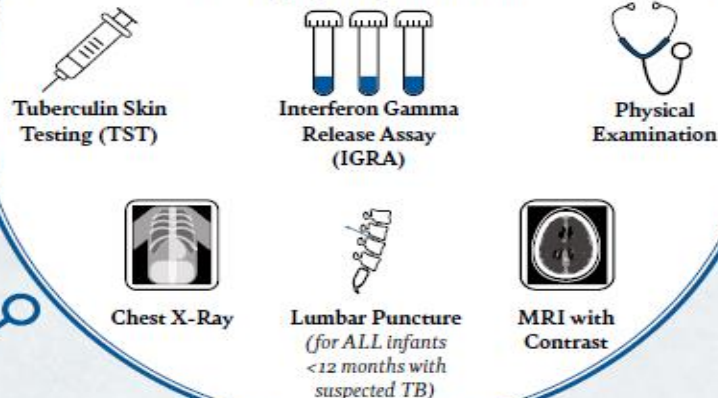 Tuberculin Skin
Testing (TST)
Interferon Gamma
Release Assay
(IGRA)
Physical
Examination
Chest X-Ray
Lumbar Puncture
(for ALL infants
<12 months with
suspected TB)
MRI with
Contrast